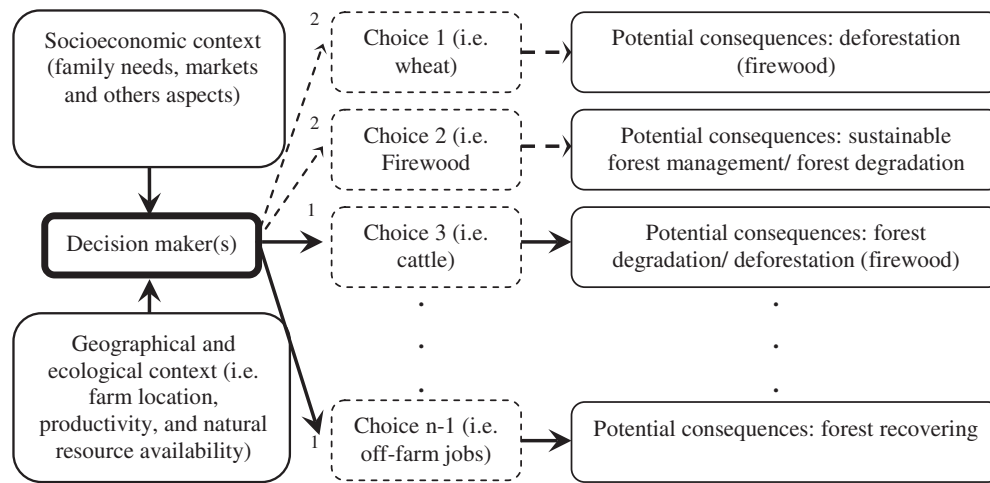 Socioeconomic context
(family needs, markets
and others aspects)
Decision maker(s)
Geographical and
ecological context (i.e.
farm location,
productivity, and natural
resource availability)
2
Choice 1 (i.e.
wheat)
Potential consequences: deforestation
(firewood)
2
Choice 2 (i.e.
Firewood
Potential consequences: sustainable
forest management/ forest degradation
1
Choice 3 (i.e.
cattle)
Potential consequences: forest
degradation/ deforestation (firewood)
1
Choice n-1 (i.e.
off-farm jobs)
Potential consequences: forest recovering